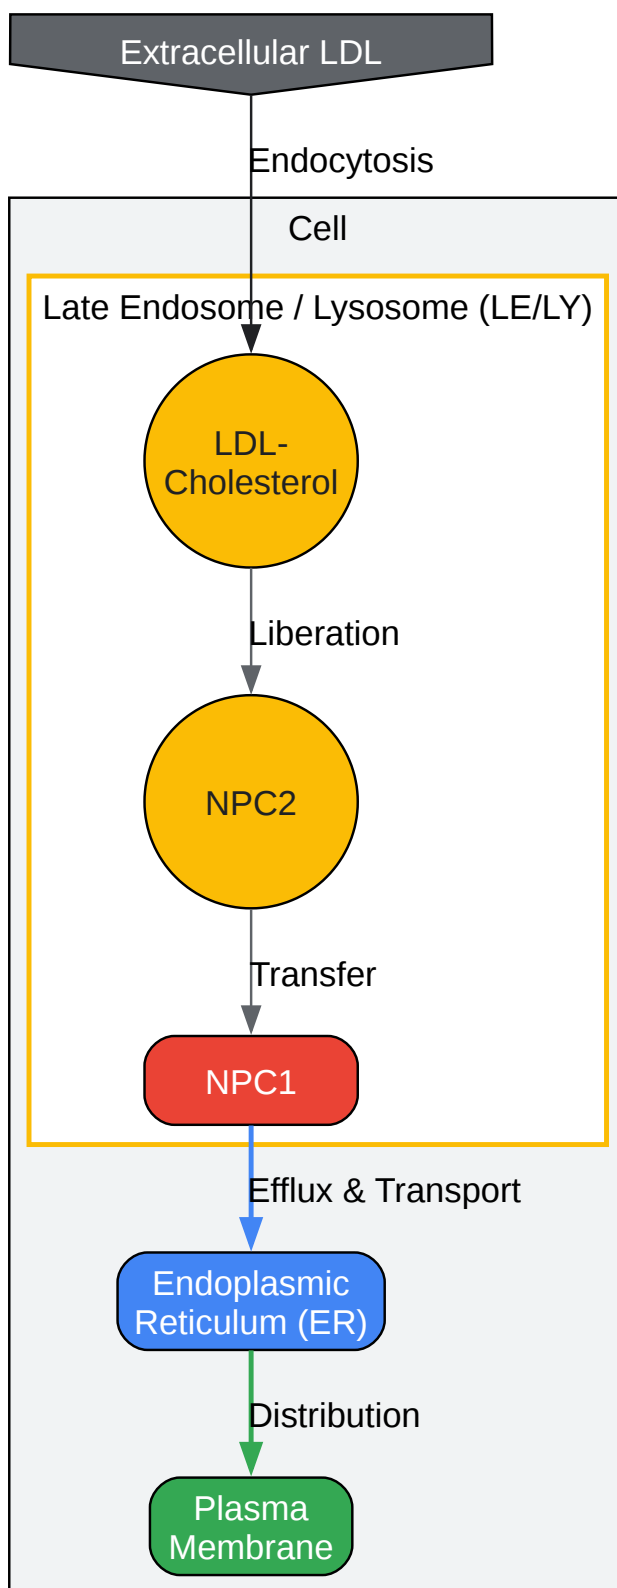 Extracellular LDL
Endocytosis
Cell
Late Endosome / Lysosome (LE/LY)
LDL-
Cholesterol
Liberation
NPC2
Transfer
NPC1
Efflux & Transport
Endoplasmic
Reticulum (ER)
Distribution
Plasma
Membrane